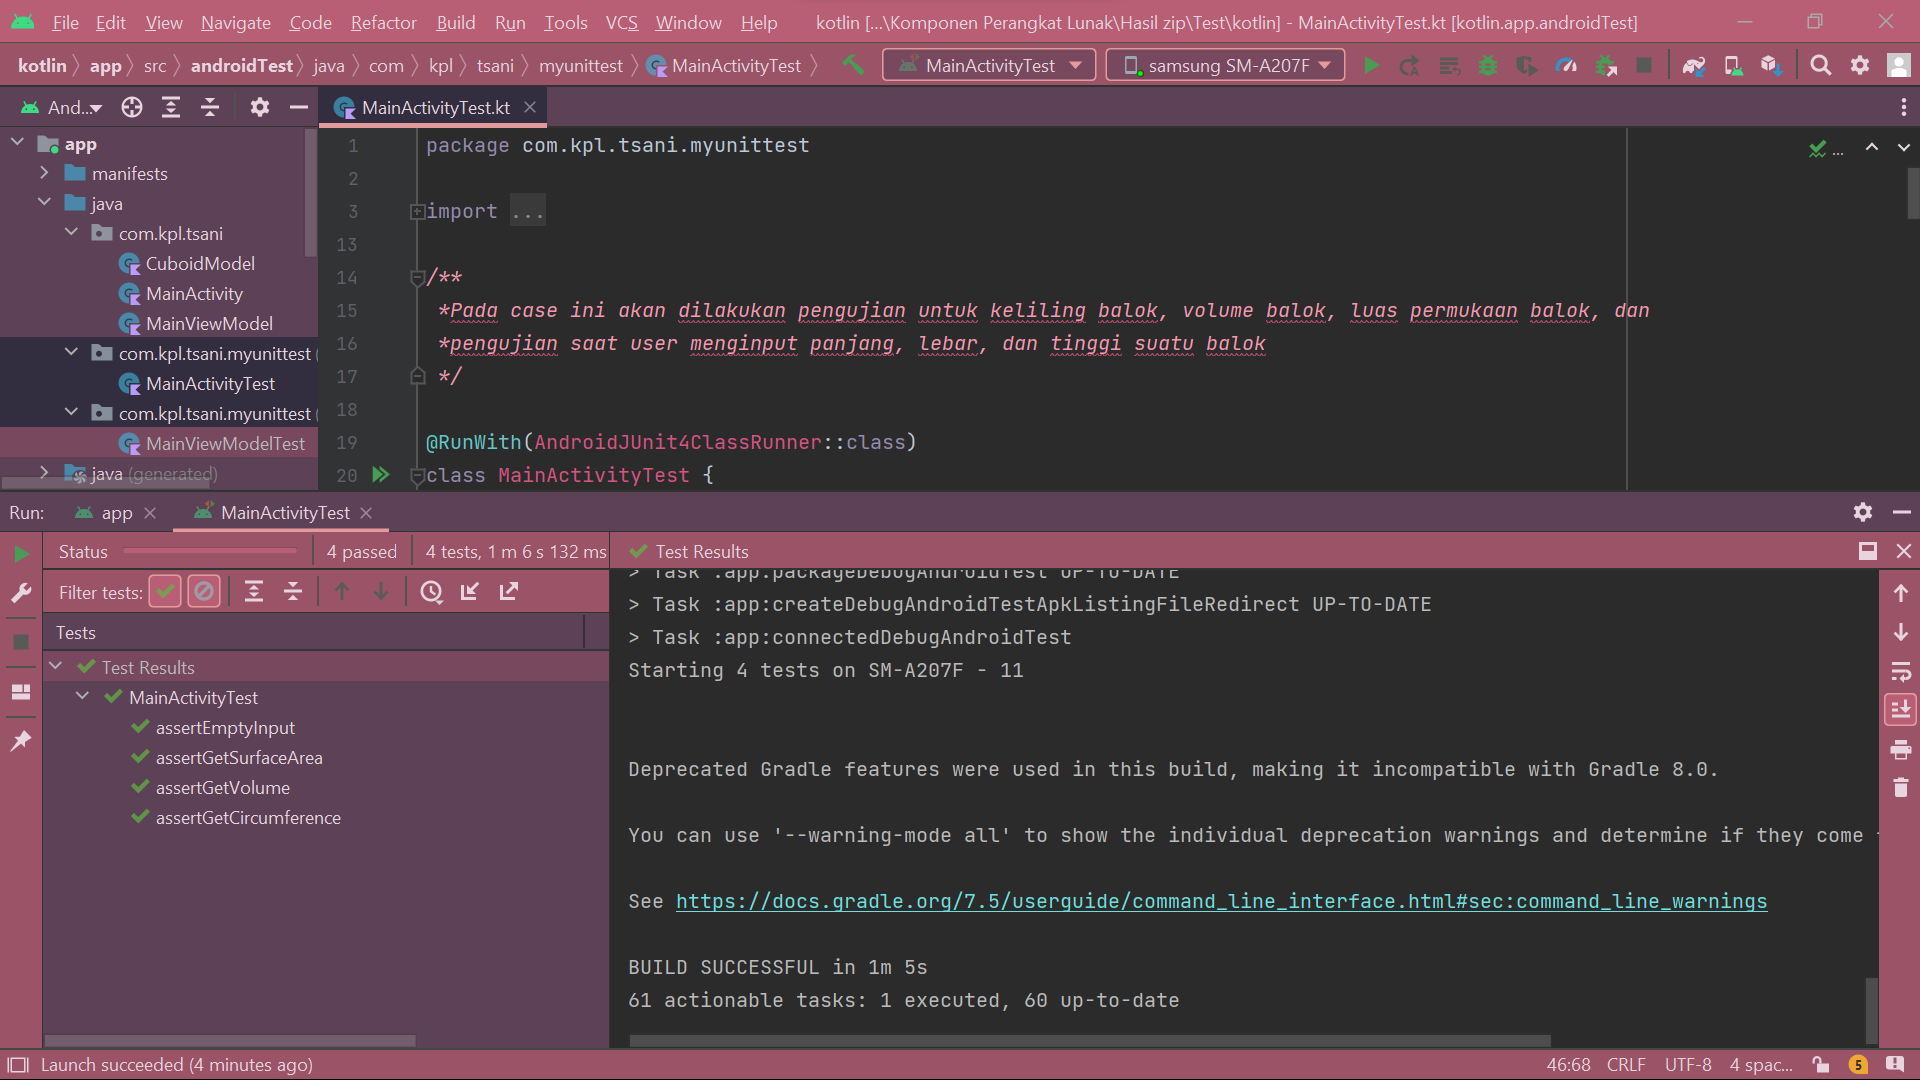 File Edit View Navigate Code Refactor Build Run Tools VCS Window Help kotlin [...\Komponen Perangkat Lunak\Hasil zip\Test\kotlin] - MainActivityTest.kt [kotlin.app.androidTest]
kotlin app src androidTest java com kpl tsani myunittest MainActivityTest MainActivityTest samsung SM-A207F
And... MainActivityTest.kt
app
manifests
java
com.kpl.tsani
CuboidModel
MainActivity
MainViewModel
com.kpl.tsani.myunittest (
MainActivityTest
com.kpl.tsani.myunittest (
MainViewModelTest
java (generated)
1 package com.kpl.tsani.myunittest
2
3 import ...
13
14 /**
15 *Pada case ini akan dilakukan pengujian untuk keliling balok, volume balok, luas permukaan balok, dan
16 *pengujian saat user menginput panjang, lebar, dan tinggi suatu balok
17 */
18
19 @RunWith(AndroidJUnit4ClassRunner::class)
20 class MainActivityTest {
...
Run: app MainActivityTest
Status 4 passed 4 tests, 1 m 6 s 132 ms
Filter tests:
Tests
Test Results
MainActivityTest
assertEmptyInput
assertGetSurfaceArea
assertGetVolume
assertGetCircumference
Test Results
> Task :app:packageDebugAndroidTest UP-TO-DATE
> Task :app:createDebugAndroidTestApkListingFileRedirect UP-TO-DATE
> Task :app:connectedDebugAndroidTest
Starting 4 tests on SM-A207F - 11
Deprecated Gradle features were used in this build, making it incompatible with Gradle 8.0.
You can use '--warning-mode all' to show the individual deprecation warnings and determine if they come
See https://docs.gradle.org/7.5/userguide/command_line_interface.html#sec:command_line_warnings
BUILD SUCCESSFUL in 1m 5s
61 actionable tasks: 1 executed, 60 up-to-date
Launch succeeded (4 minutes ago) 46:68 CRLF UTF-8 4 spac... 5